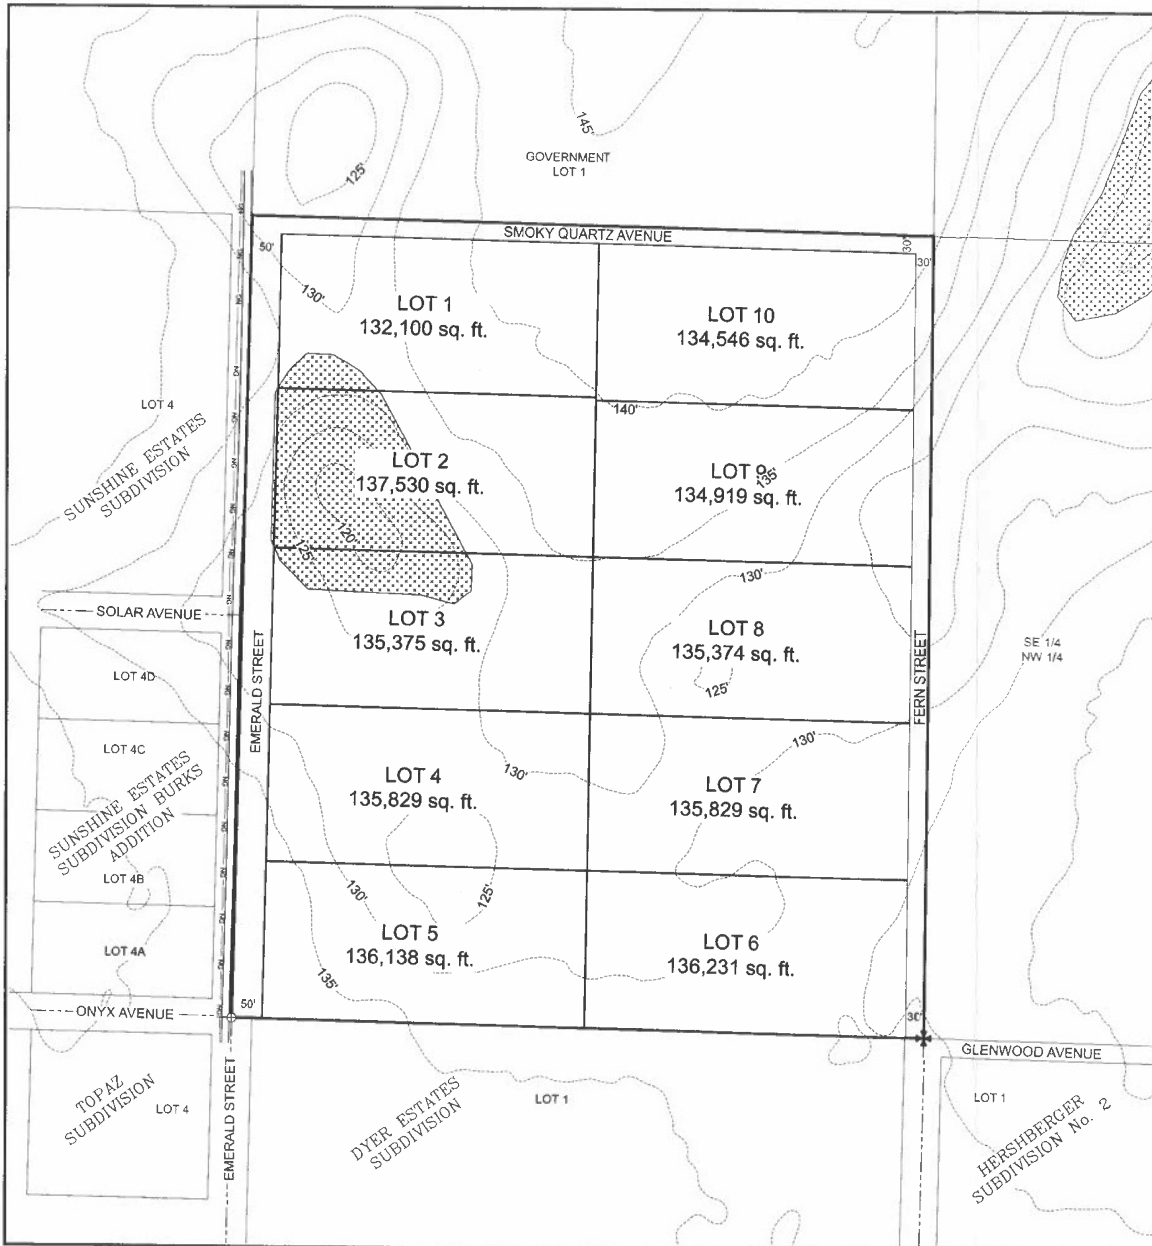 145'
125'
GOVERNMENT
LOT 1
SMOKY QUARTZ AVENUE
50'
30'
30'
130'
LOT 1
132,100 sq. ft.
LOT 10
134,546 sq. ft.
LOT 4
SUNSHINE ESTATES
SUBDIVISION
140'
LOT 2
137,530 sq. ft.
LOT 9
134,919 sq. ft.
135'
120'
125'
130'
SOLAR AVENUE
LOT 3
135,375 sq. ft.
LOT 8
135,374 sq. ft.
125'
EMERALD STREET
FERN STREET
SE 1/4
NW 1/4
LOT 4D
LOT 4C
SUNSHINE ESTATES
SUBDIVISION BURKS
ADDITION
LOT 4B
LOT 4A
130'
130'
LOT 4
135,829 sq. ft.
LOT 7
135,829 sq. ft.
130'
125'
LOT 5
136,138 sq. ft.
LOT 6
136,231 sq. ft.
135'
50'
30'
ONYX AVENUE
GLENWOOD AVENUE
TOPAZ
SUBDIVISION
LOT 4
EMERALD STREET
DYER ESTATES
SUBDIVISION
LOT 1
LOT 1
HERSHBERGER
SUBDIVISION No. 2